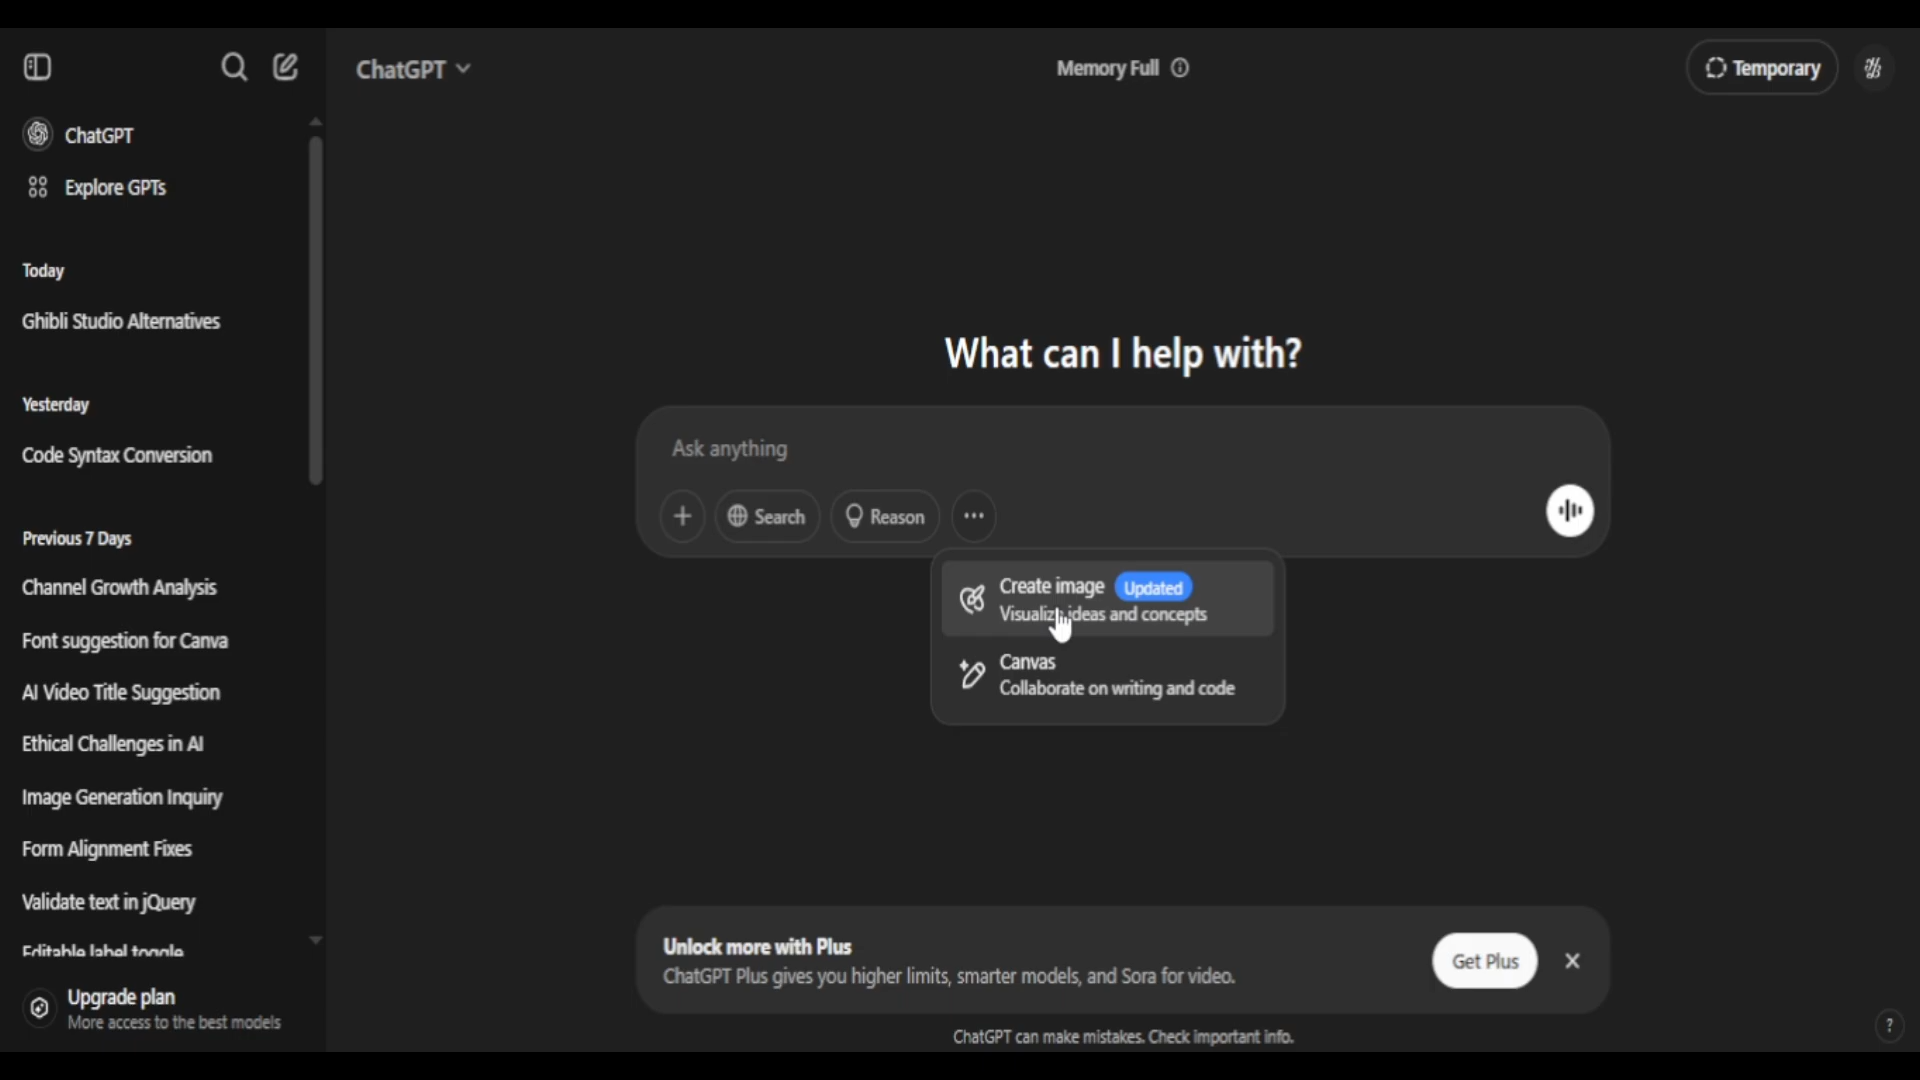 ChatGPT
Memory Full
Temporary
ChatGPT
Explore GPTs
Today
Ghibli Studio Alternatives
Yesterday
Code Syntax Conversion
Previous 7 Days
Channel Growth Analysis
Font suggestion for Canva
AI Video Title Suggestion
Ethical Challenges in AI
Image Generation Inquiry
Form Alignment Fixes
Validate text in jQuery
Editable label toggle
Upgrade plan
More access to the best models
What can I help with?
Ask anything
Search
Reason
Create image Updated
Visualize ideas and concepts
Canvas
Collaborate on writing and code
Unlock more with Plus
ChatGPT Plus gives you higher limits, smarter models, and Sora for video.
Get Plus
ChatGPT can make mistakes. Check important info.
?